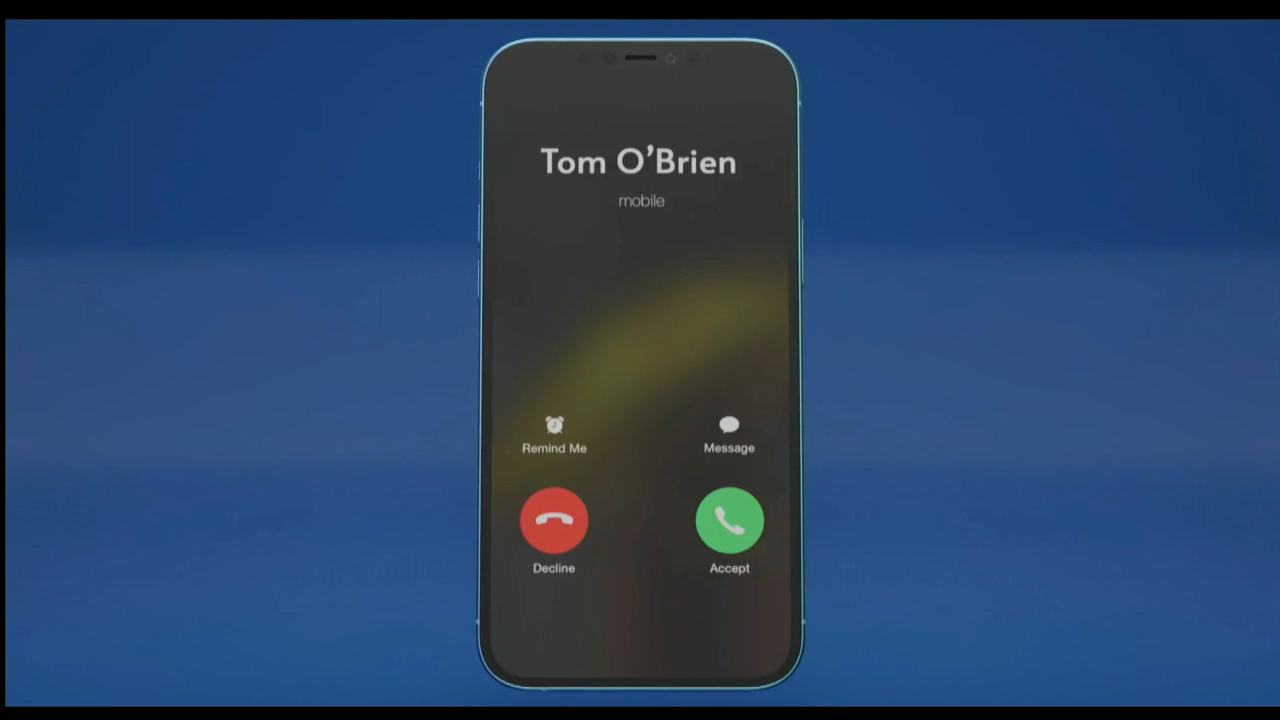 Tom O’Brien
mobile
Remind Me
Message
Decline
Accept